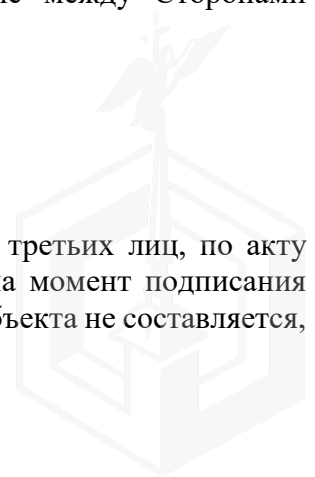 между Сторонами
третьих лиц, по акту
момент подписания
не составляется,